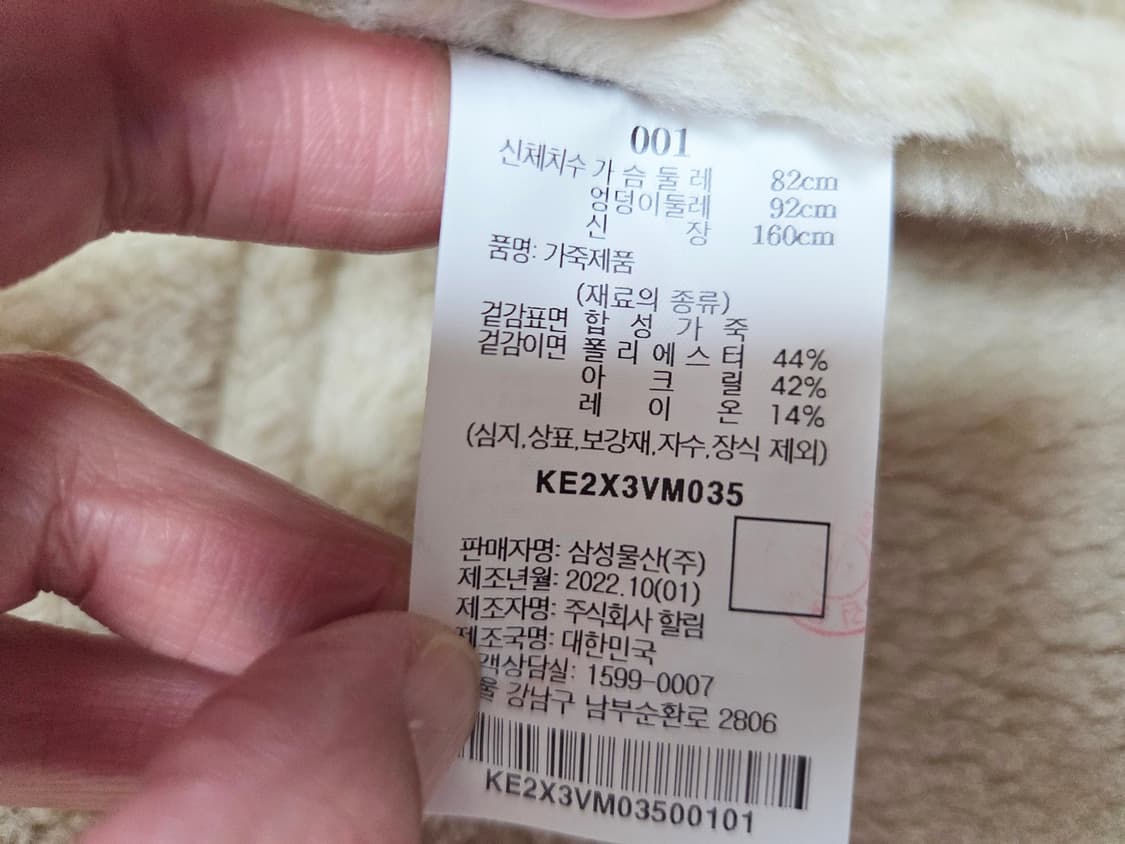 001
신체치수 가슴둘레 82cm
엉덩이둘레 92cm
신장 160cm
품명: 가죽제품
(재료의 종류)
겉감표면 합성가죽
겉감이면 폴리에스터 44%
아크릴 42%
레이온 14%
(심지,상표,보강재,자수,장식 제외)
KE2X3VM035
판매자명: 삼성물산(주)
제조년월: 2022.10(01)
제조자명: 주식회사 할림
제조국명: 대한민국
객상담실: 1599-0007
울 강남구 남부순환로 2806
KE2X3VM03500101